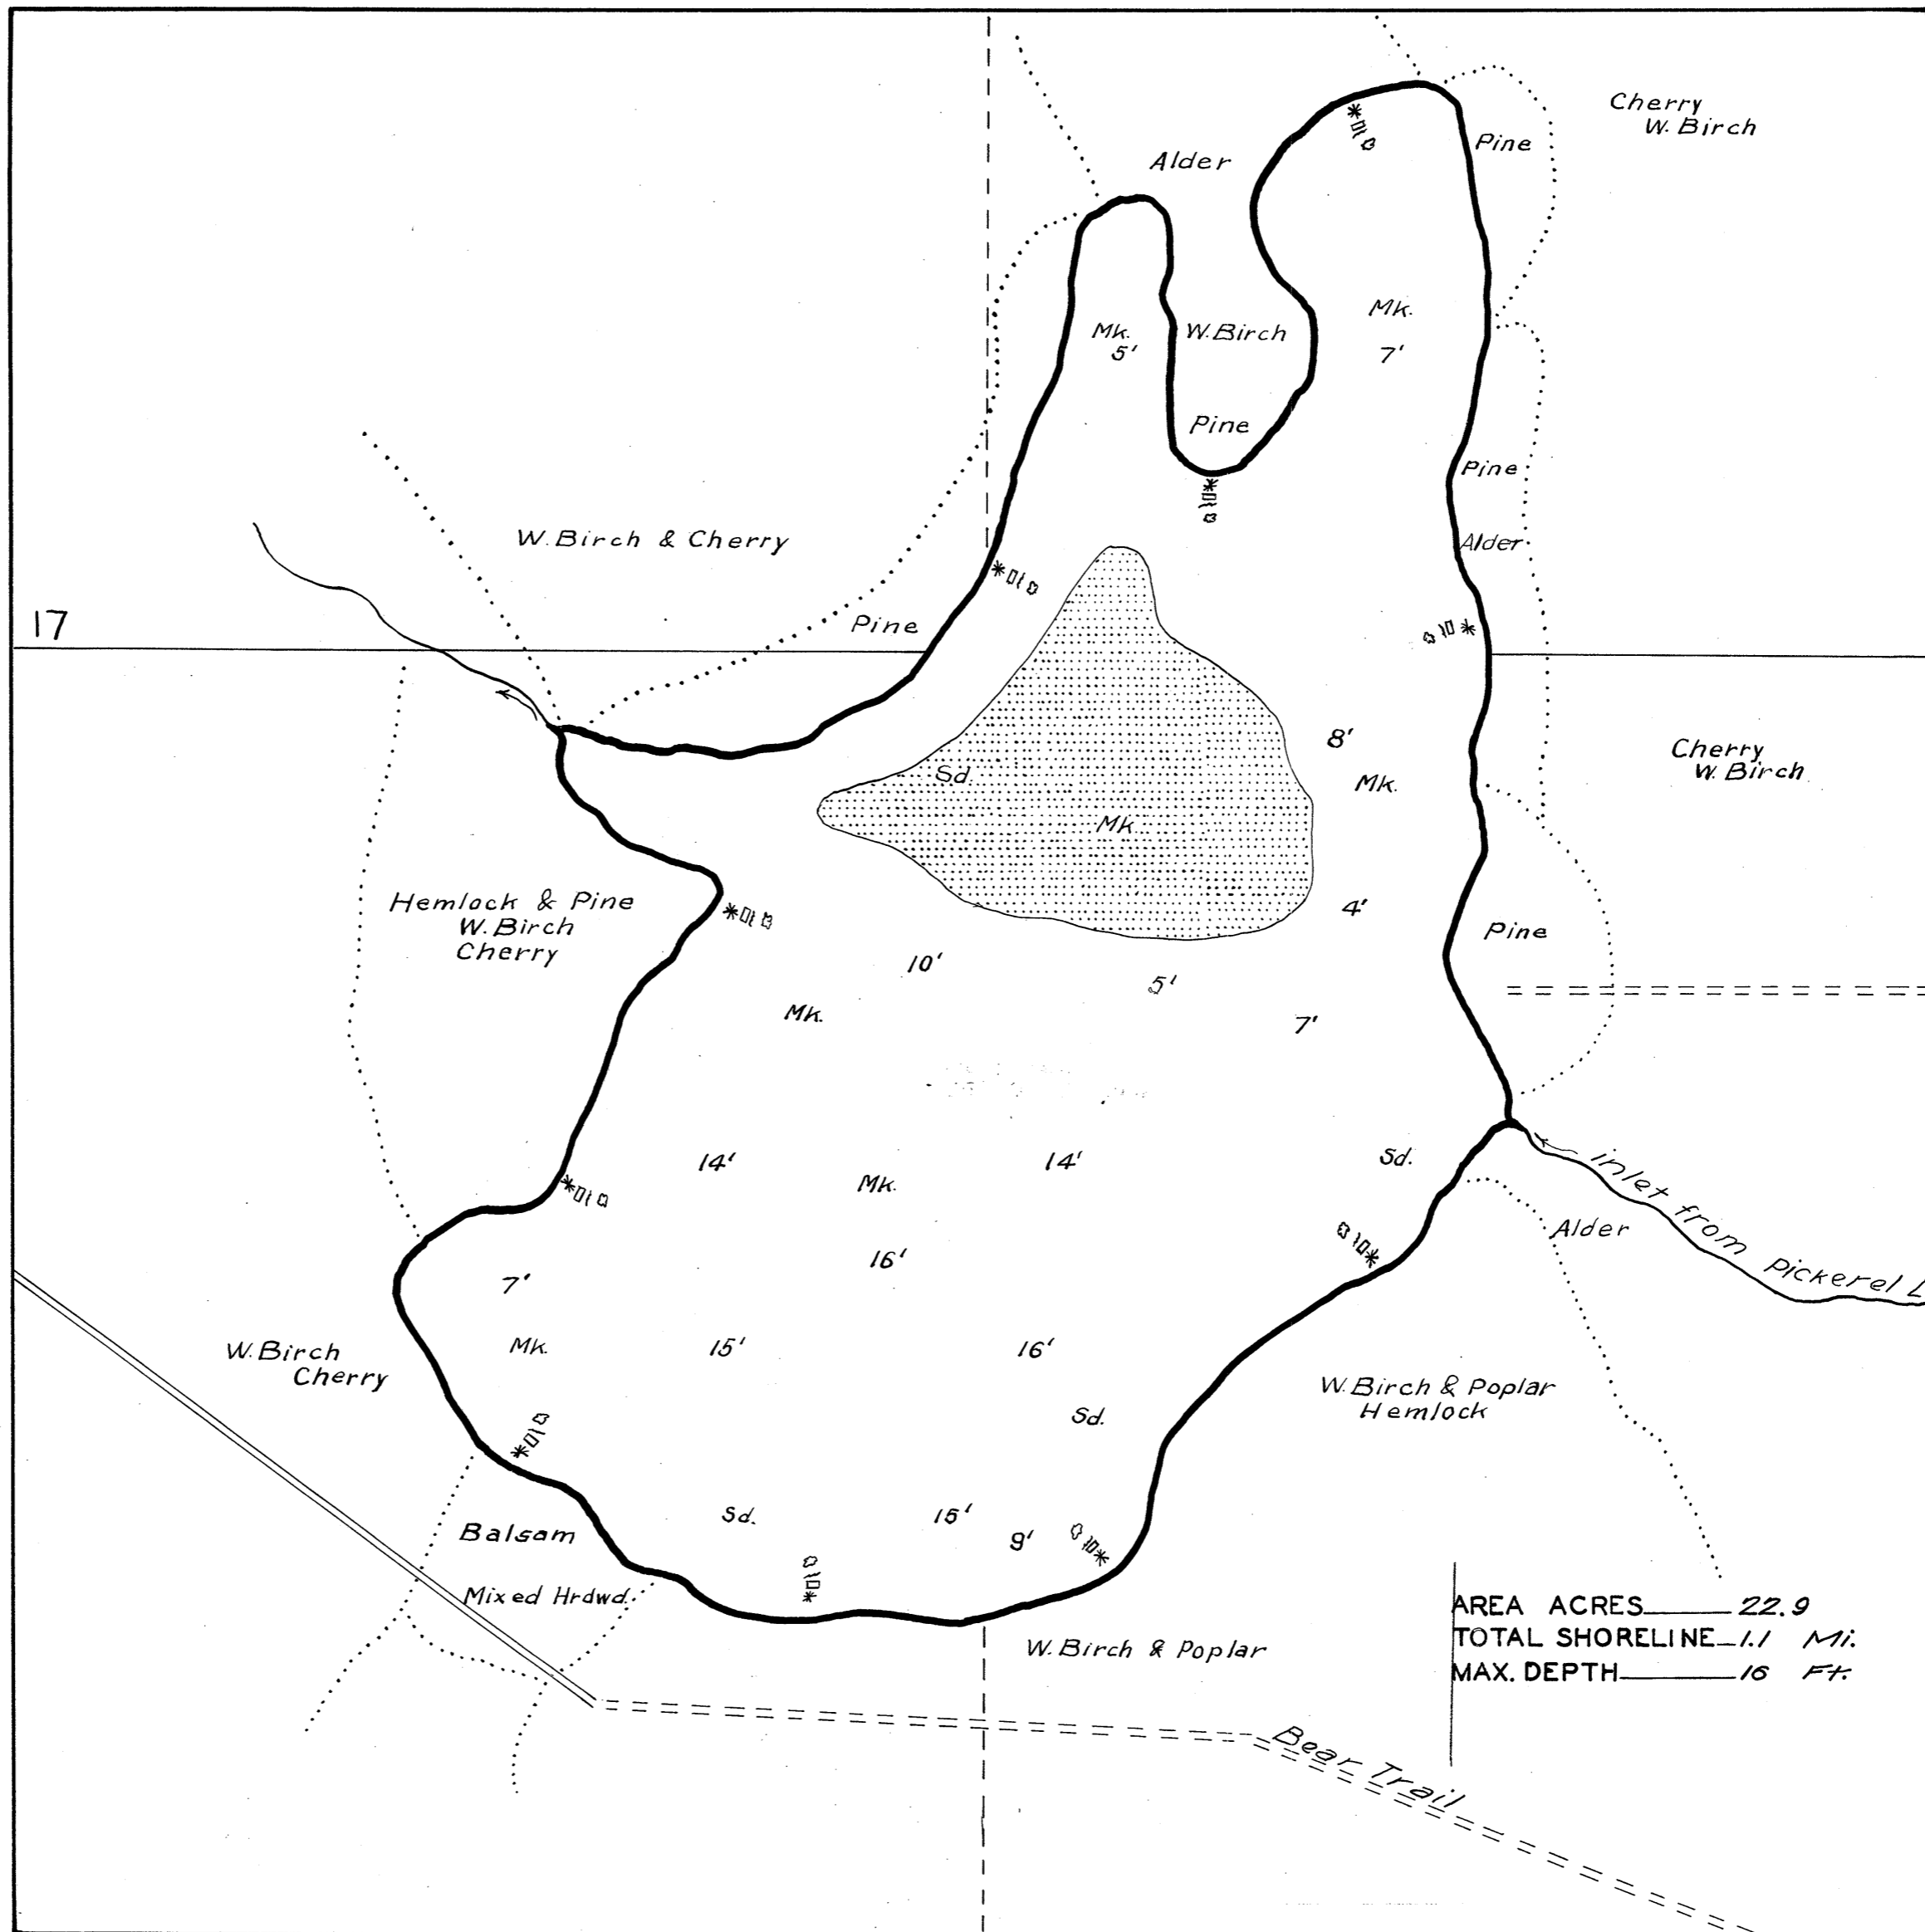 Cherry
W. Birch
Pine
Alder
Mk.
5'
W. Birch
Mk.
7'
Pine
Pine
Alder
W. Birch & Cherry
Pine
17
8'
Mk.
Cherry
W. Birch
Sd.
Mk
Hemlock & Pine
W. Birch
Cherry
4'
Pine
10'
5'
Mk.
7'
14'
Mk.
14'
Sd.
inlet from Pickerel L
Alder
16'
7'
Mk.
15'
16'
W. Birch
Cherry
W. Birch & Poplar
Hemlock
Sd.
Sd.
15'
9'
Balsam
Mixed Hrdwd.
W. Birch & Poplar
AREA ACRES 22.9
TOTAL SHORELINE 1.1 Mi.
MAX. DEPTH 16 Ft.
Bear Trail